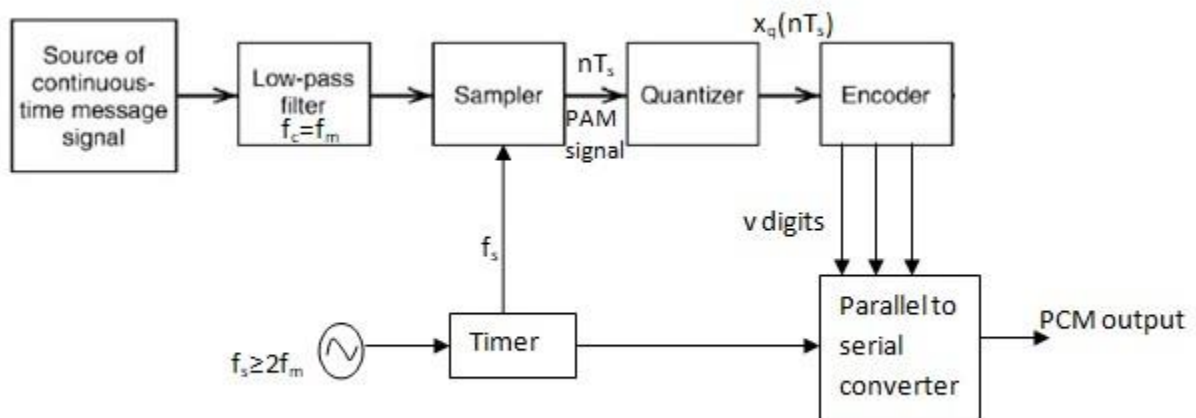 Source of
continuous-
time message
signal
Low-pass
filter
f_c=f_m
Sampler
nT_s
PAM
signal
Quantizer
x_q(nT_s)
Encoder
v digits
f_s
f_s≥2f_m
Timer
Parallel to
serial
converter
PCM output